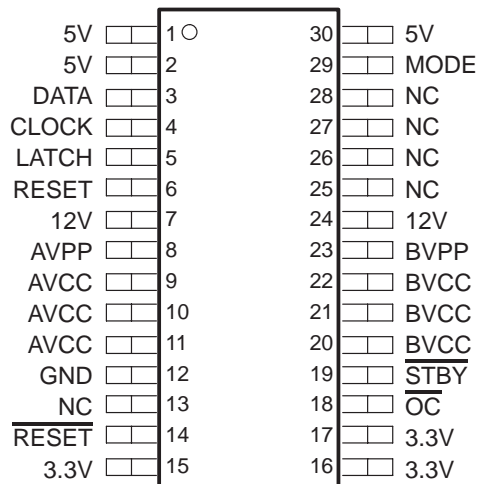 5V 1 30 5V
5V 2 29 MODE
DATA 3 28 NC
CLOCK 4 27 NC
LATCH 5 26 NC
RESET 6 25 NC
12V 7 24 12V
AVPP 8 23 BVPP
AVCC 9 22 BVCC
AVCC 10 21 BVCC
AVCC 11 20 BVCC
GND 12 19 STBY
NC 13 18 OC
RESET 14 17 3.3V
3.3V 15 16 3.3V